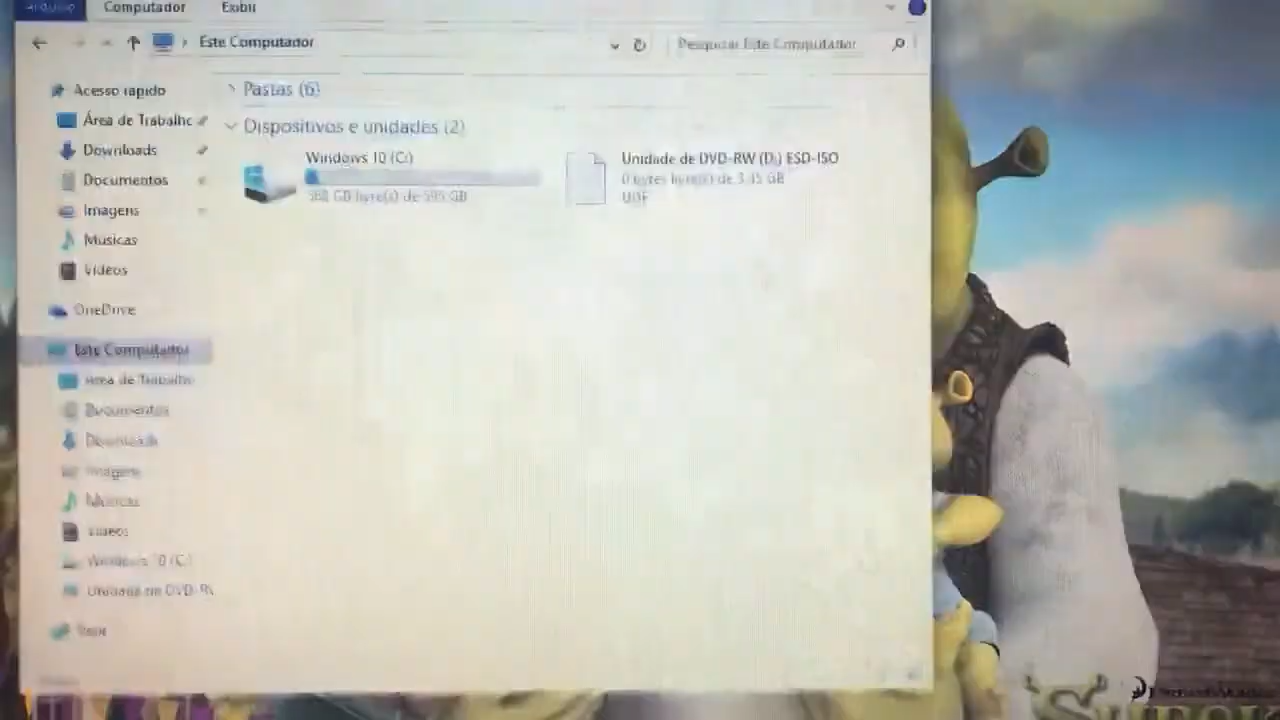 Arquivo Computador Exibir
Este Computador
Pesquisar Este Computador
Acesso rápido
Área de Trabalho
Downloads
Documentos
Imagens
Músicas
Vídeos
OneDrive
Este Computador
Área de Trabalho
Documentos
Downloads
Imagens
Músicas
Vídeos
Windows 10 (C:)
Unidade de DVD-RW
Rede
Pastas (6)
Dispositivos e unidades (2)
Windows 10 (C:)
GB livre(s) de 595 GB
Unidade de DVD-RW (D:) ESD-ISO
0 bytes livre(s) de 3,45 GB
UDF